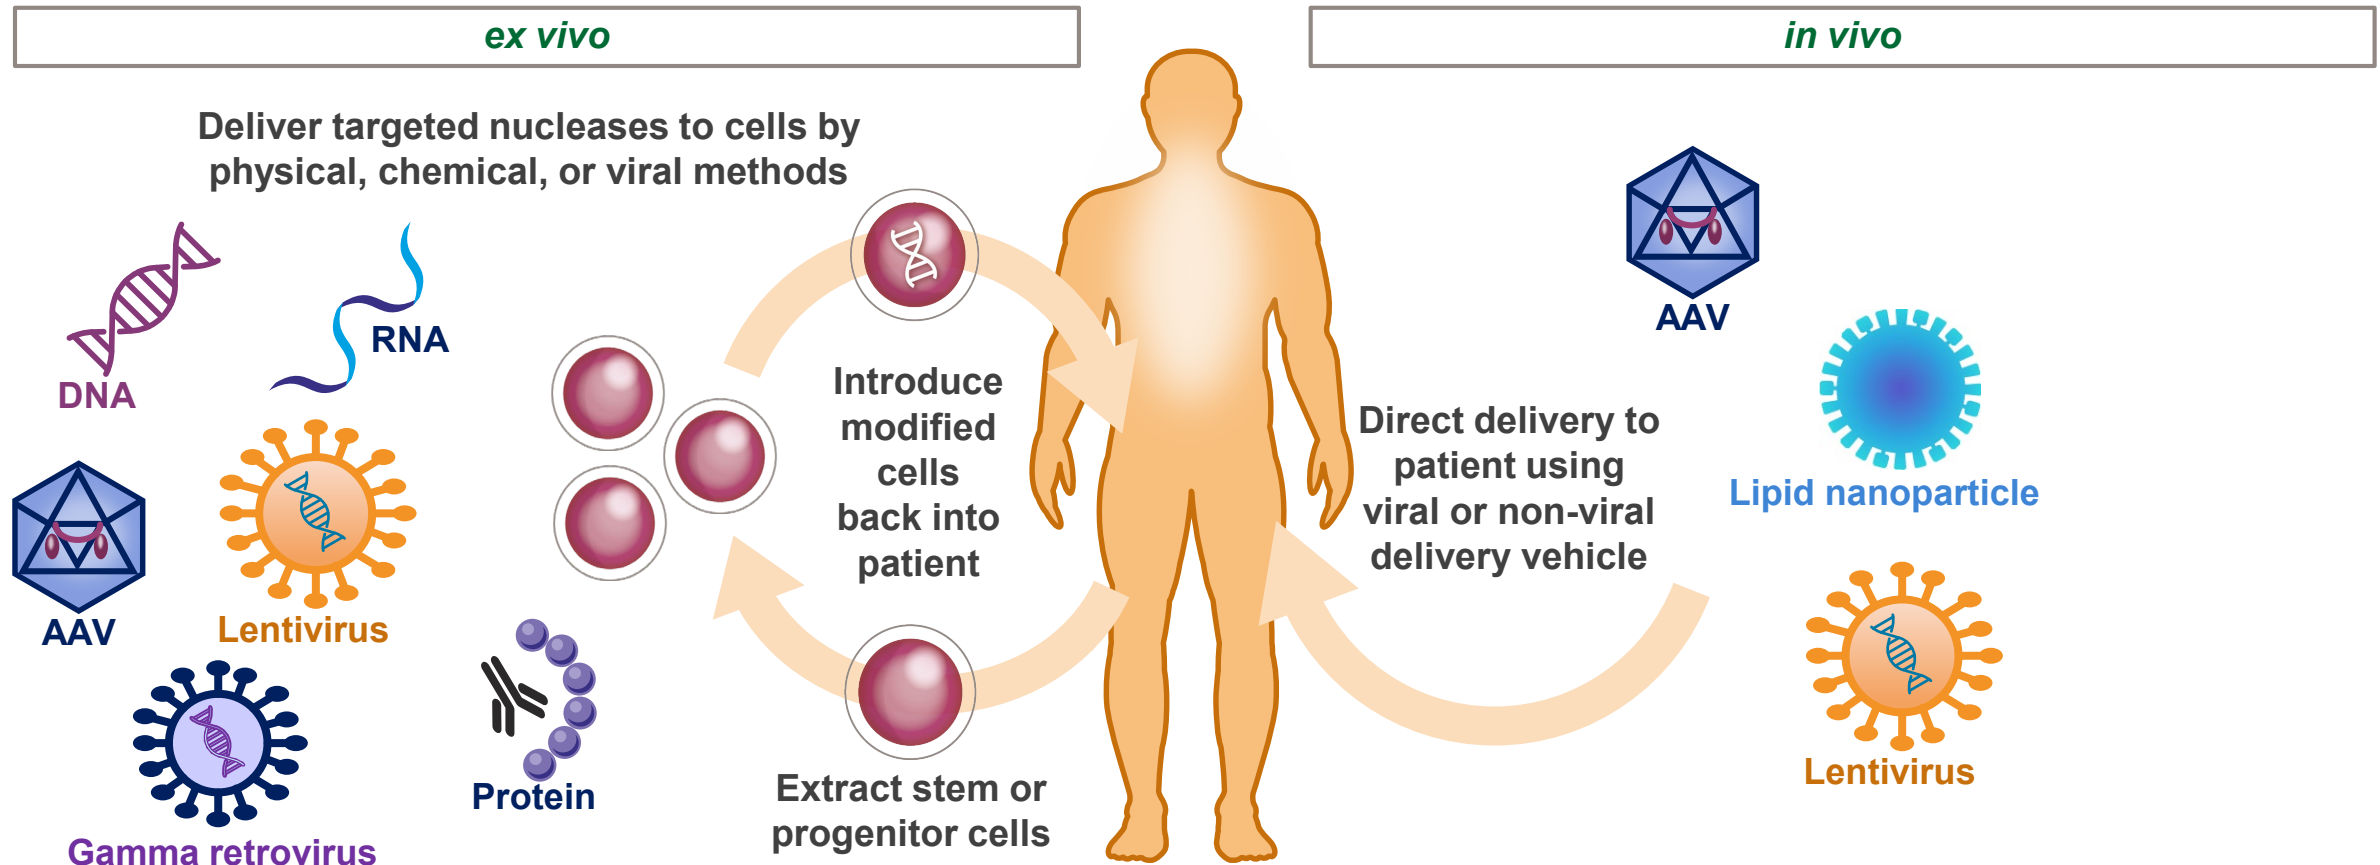 ex vivo
in vivo
Deliver targeted nucleases to cells by
physical, chemical, or viral methods
DNA
RNA
AAV
Lentivirus
Gamma retrovirus
Protein
Introduce
modified
cells
back into
patient
Extract stem or
progenitor cells
Direct delivery to
patient using
viral or non-viral
delivery vehicle
AAV
Lipid nanoparticle
Lentivirus